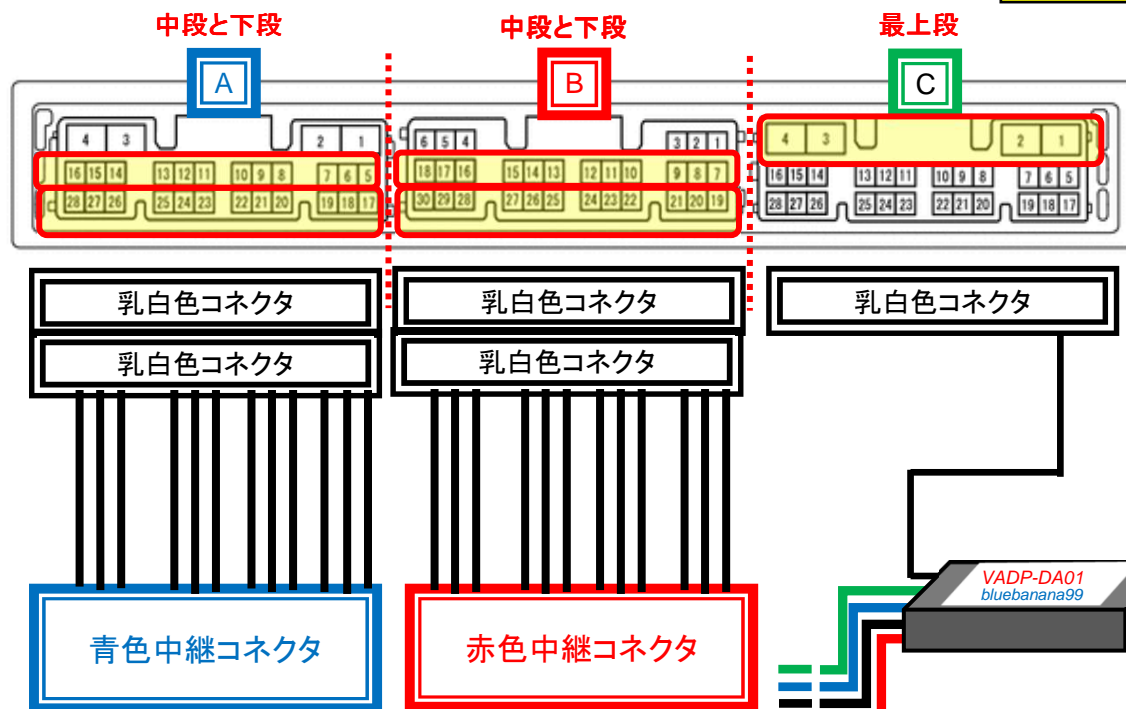 中段と下段 中段と下段 最上段
A B C
4 3 2 1 6 5 4 3 2 1 4 3 2 1
16 15 14 13 12 11 10 9 8 7 6 5 18 17 16 15 14 13 12 11 10 9 8 7 16 15 14 13 12 11 10 9 8 7 6 5
28 27 26 25 24 23 22 21 20 19 18 17 30 29 28 27 26 25 24 23 22 21 20 19 28 27 26 25 24 23 22 21 20 19 18 17
乳白色コネクタ 乳白色コネクタ 乳白色コネクタ
乳白色コネクタ 乳白色コネクタ
VADP-DA01
bluebanana99
青色中継コネクタ 赤色中継コネクタ